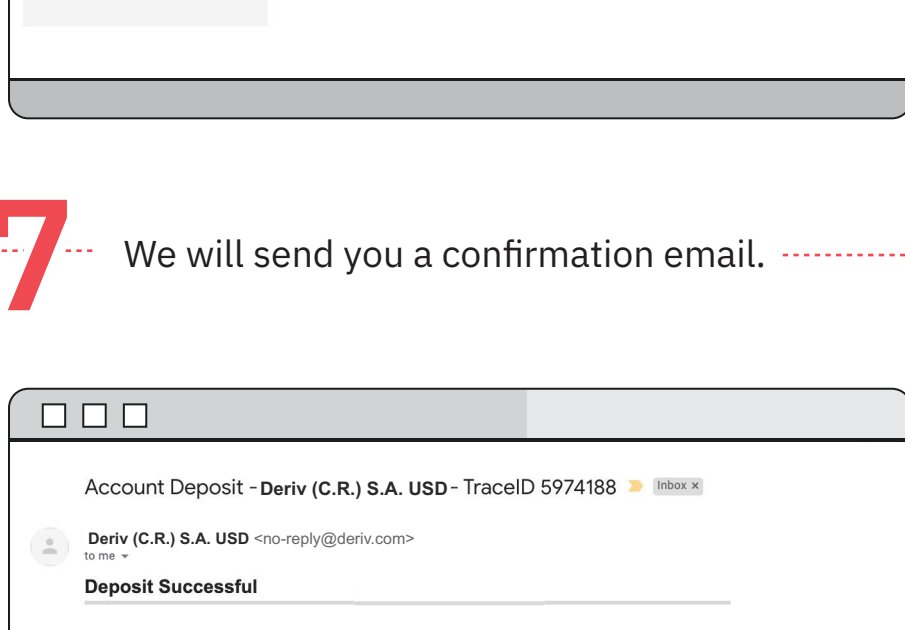 7
We will send you a confirmation email.
Account Deposit - Deriv (C.R.) S.A. USD - TraceID 5974188 Inbox ×
Deriv (C.R.) S.A. USD <no-reply@deriv.com>
to me
Deposit Successful